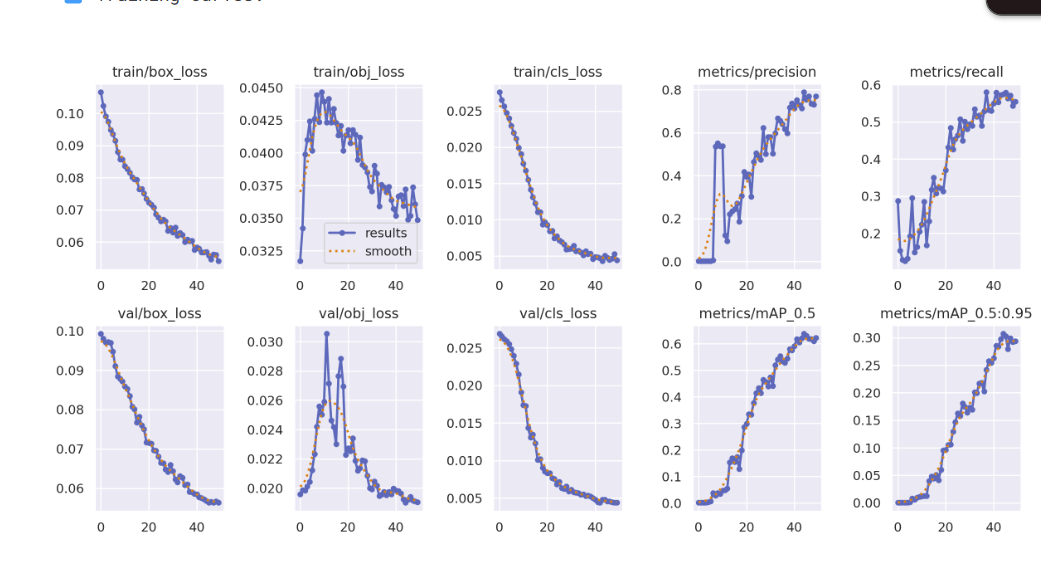 train/box_loss
train/obj_loss
train/cls_loss
metrics/precision
metrics/recall
0.10
0.09
0.08
0.07
0.06
0 20 40
0.0450
0.0425
0.0400
0.0375
0.0350
0.0325
results
smooth
0 20 40
0.025
0.020
0.015
0.010
0.005
0 20 40
0.8
0.6
0.4
0.2
0.0
0 20 40
0.6
0.5
0.4
0.3
0.2
0 20 40
val/box_loss
val/obj_loss
val/cls_loss
metrics/mAP_0.5
metrics/mAP_0.5:0.95
0.10
0.09
0.08
0.07
0.06
0 20 40
0.030
0.028
0.026
0.024
0.022
0.020
0 20 40
0.025
0.020
0.015
0.010
0.005
0 20 40
0.6
0.5
0.4
0.3
0.2
0.1
0.0
0 20 40
0.30
0.25
0.20
0.15
0.10
0.05
0.00
0 20 40